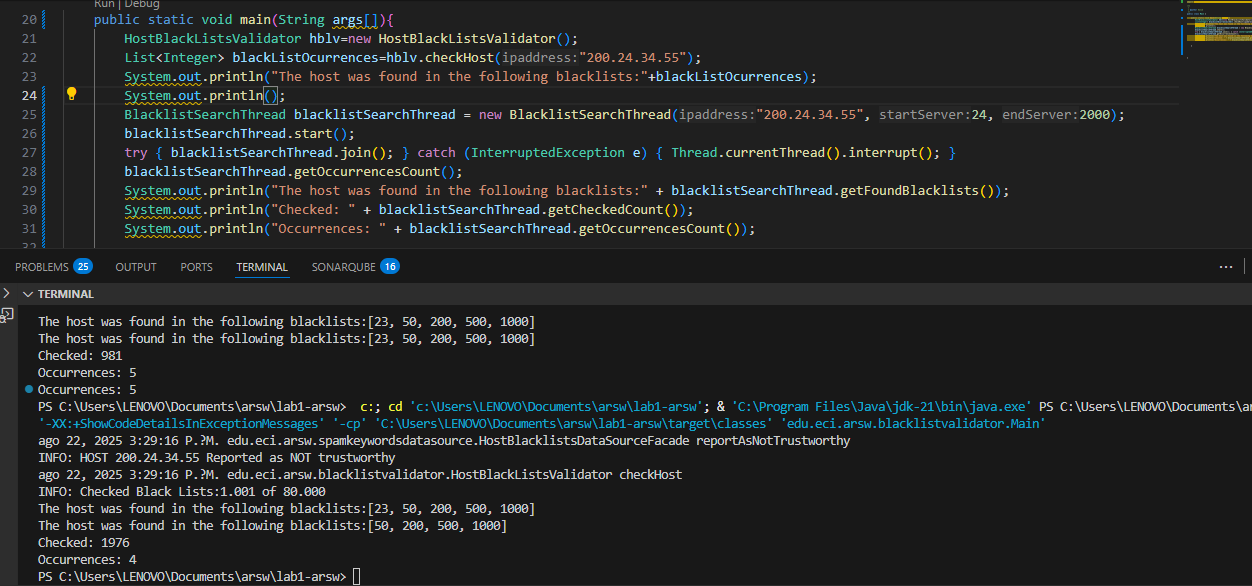 Run | Debug
20 public static void main(String args[]){
21 HostBlackListsValidator hblv=new HostBlackListsValidator();
22 List<Integer> blackListOcurrences=hblv.checkHost(ipaddress:"200.24.34.55");
23 System.out.println("The host was found in the following blacklists:"+blackListOcurrences);
24 System.out.println();
25 BlacklistSearchThread blacklistSearchThread = new BlacklistSearchThread(ipaddress:"200.24.34.55", startServer:24, endServer:2000);
26 blacklistSearchThread.start();
27 try { blacklistSearchThread.join(); } catch (InterruptedException e) { Thread.currentThread().interrupt(); }
28 blacklistSearchThread.getOccurrencesCount();
29 System.out.println("The host was found in the following blacklists:" + blacklistSearchThread.getFoundBlacklists());
30 System.out.println("Checked: " + blacklistSearchThread.getCheckedCount());
31 System.out.println("Occurrences: " + blacklistSearchThread.getOccurrencesCount());
32
PROBLEMS 25 OUTPUT PORTS TERMINAL SONARQUBE 16 ...
TERMINAL
The host was found in the following blacklists:[23, 50, 200, 500, 1000]
The host was found in the following blacklists:[23, 50, 200, 500, 1000]
Checked: 981
Occurrences: 5
Occurrences: 5
PS C:\Users\LENOVO\Documents\arsw\lab1-arsw> c:; cd 'c:\Users\LENOVO\Documents\arsw\lab1-arsw'; & 'C:\Program Files\Java\jdk-21\bin\java.exe' PS C:\Users\LENOVO\Documents\ar
'-XX:+ShowCodeDetailsInExceptionMessages' '-cp' 'C:\Users\LENOVO\Documents\arsw\lab1-arsw\target\classes' 'edu.eci.arsw.blacklistvalidator.Main'
ago 22, 2025 3:29:16 P.?M. edu.eci.arsw.spamkeywordsdatasource.HostBlacklistsDataSourceFacade reportAsNotTrustworthy
INFO: HOST 200.24.34.55 Reported as NOT trustworthy
ago 22, 2025 3:29:16 P.?M. edu.eci.arsw.blacklistvalidator.HostBlackListsValidator checkHost
INFO: Checked Black Lists:1.001 of 80.000
The host was found in the following blacklists:[23, 50, 200, 500, 1000]
The host was found in the following blacklists:[50, 200, 500, 1000]
Checked: 1976
Occurrences: 4
PS C:\Users\LENOVO\Documents\arsw\lab1-arsw>